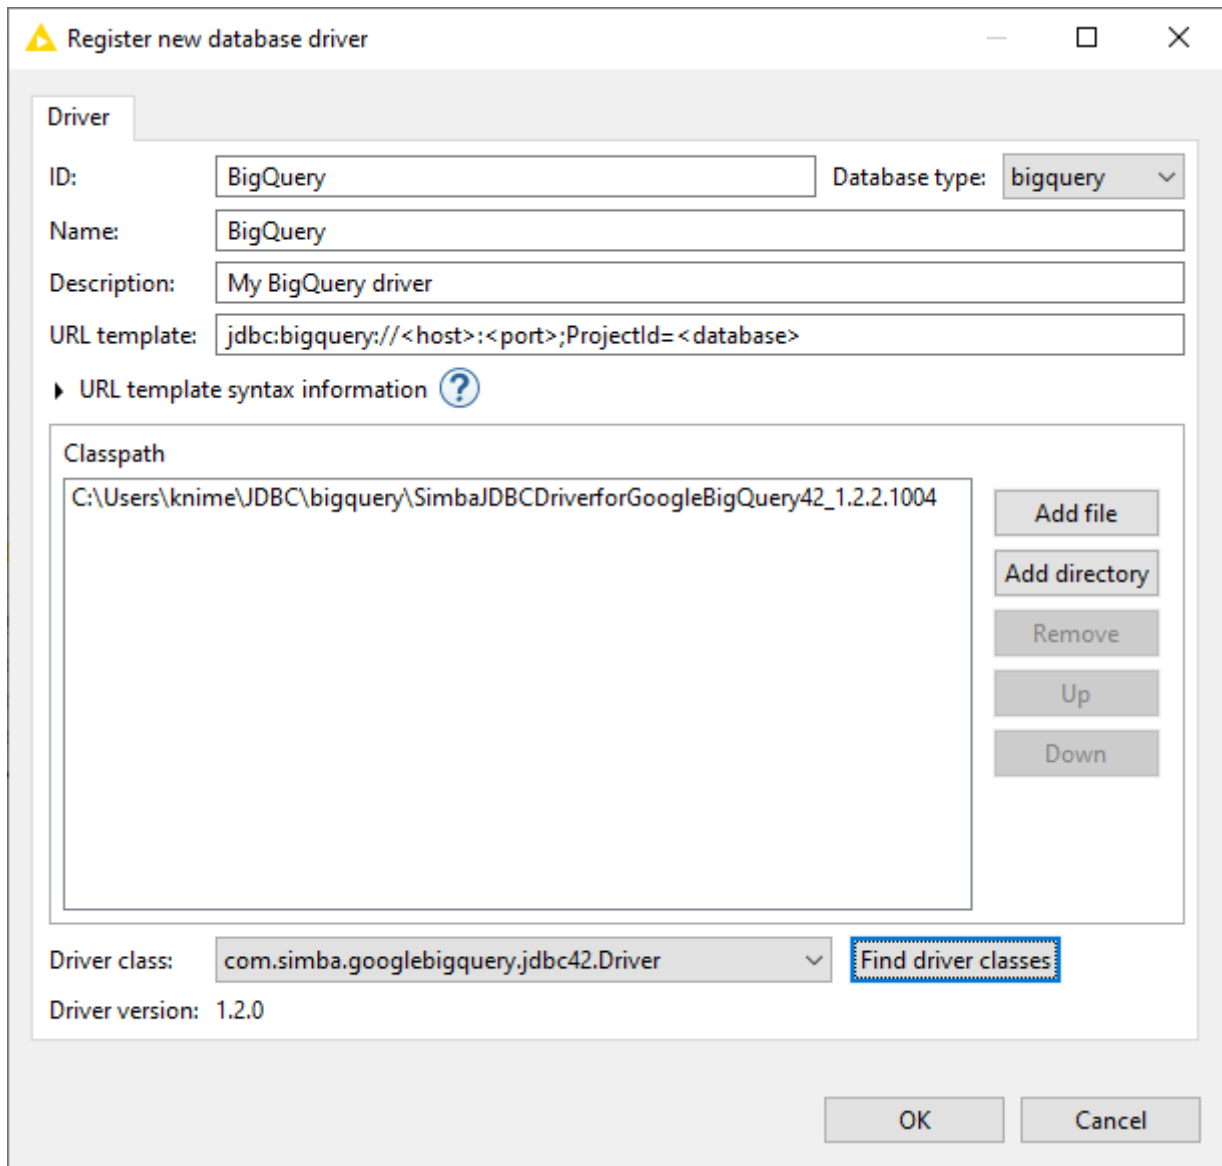 Register new database driver
Driver
ID: BigQuery Database type: bigquery
Name: BigQuery
Description: My BigQuery driver
URL template: jdbc:bigquery://<host>:<port>;ProjectId=<database>
URL template syntax information ?
Classpath
C:\Users\knime\JDBC\bigquery\SimbaJDBCDriverforGoogleBigQuery42_1.2.2.1004
Add file
Add directory
Remove
Up
Down
Driver class: com.simba.googlebigquery.jdbc42.Driver Find driver classes
Driver version: 1.2.0
OK Cancel